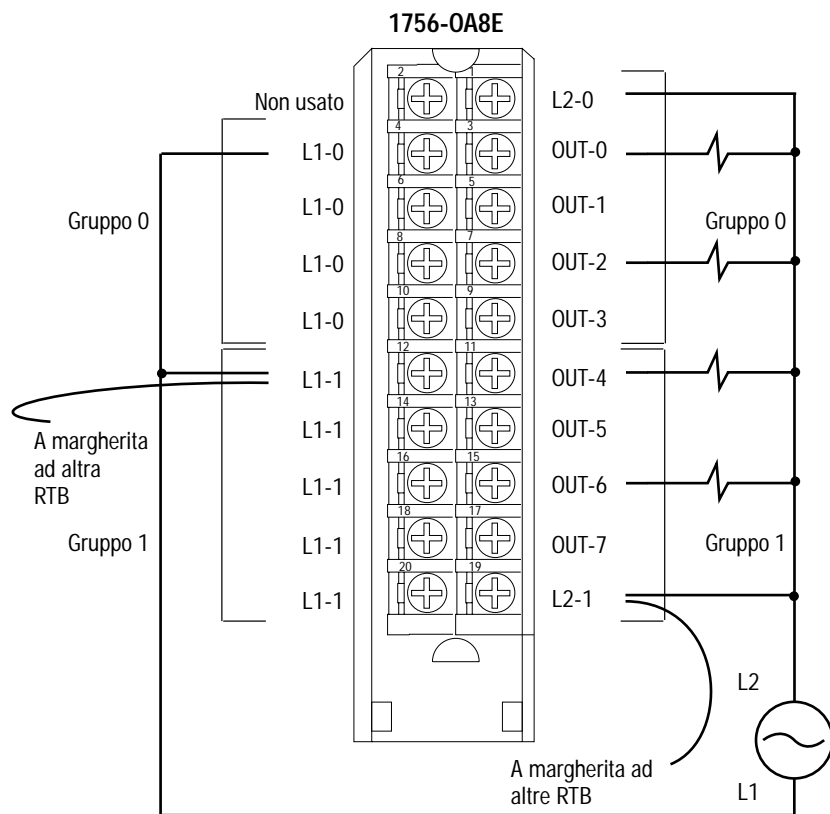 1756-OA8E
2 1
Non usato L2-0
4 3
L1-0 OUT-0
6 5
L1-0 OUT-1
Gruppo 0 Gruppo 0
8 7
L1-0 OUT-2
10 9
L1-0 OUT-3
12 11
L1-1 OUT-4
14 13
L1-1 OUT-5
A margherita
ad altra
RTB
16 15
L1-1 OUT-6
18 17
Gruppo 1 L1-1 OUT-7 Gruppo 1
20 19
L1-1 L2-1
L2
A margherita ad
altre RTB
L1